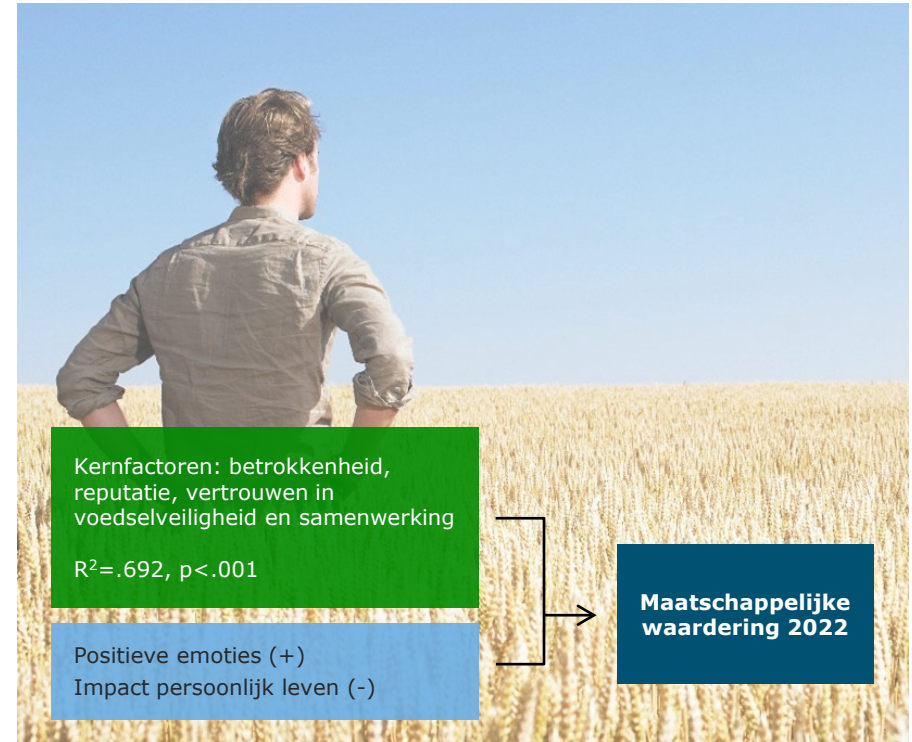 Kernfactoren: betrokkenheid,
reputatie, vertrouwen in
voedselveiligheid en samenwerking
R²=.692, p<.001
Positieve emoties (+)
Impact persoonlijk leven (-)
Maatschappelijke
waardering 2022